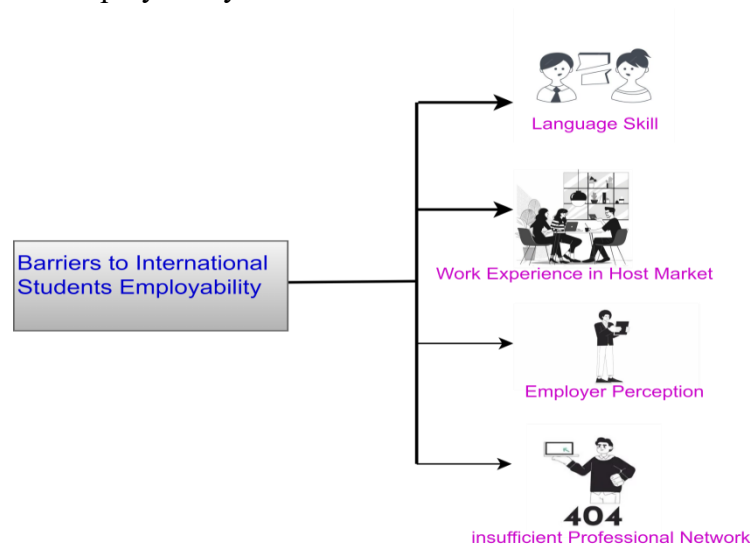 Language Skill
Work Experience in Host Market
Barriers to International
Students Employability
Employer Perception
404
insufficient Professional Network